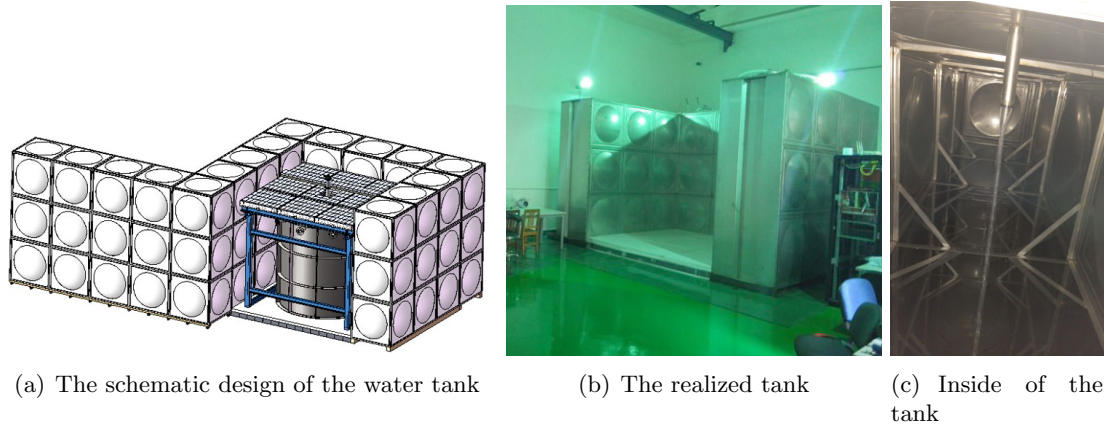 (a) The schematic design of the water tank
(b) The realized tank
(c) Inside of the
tank